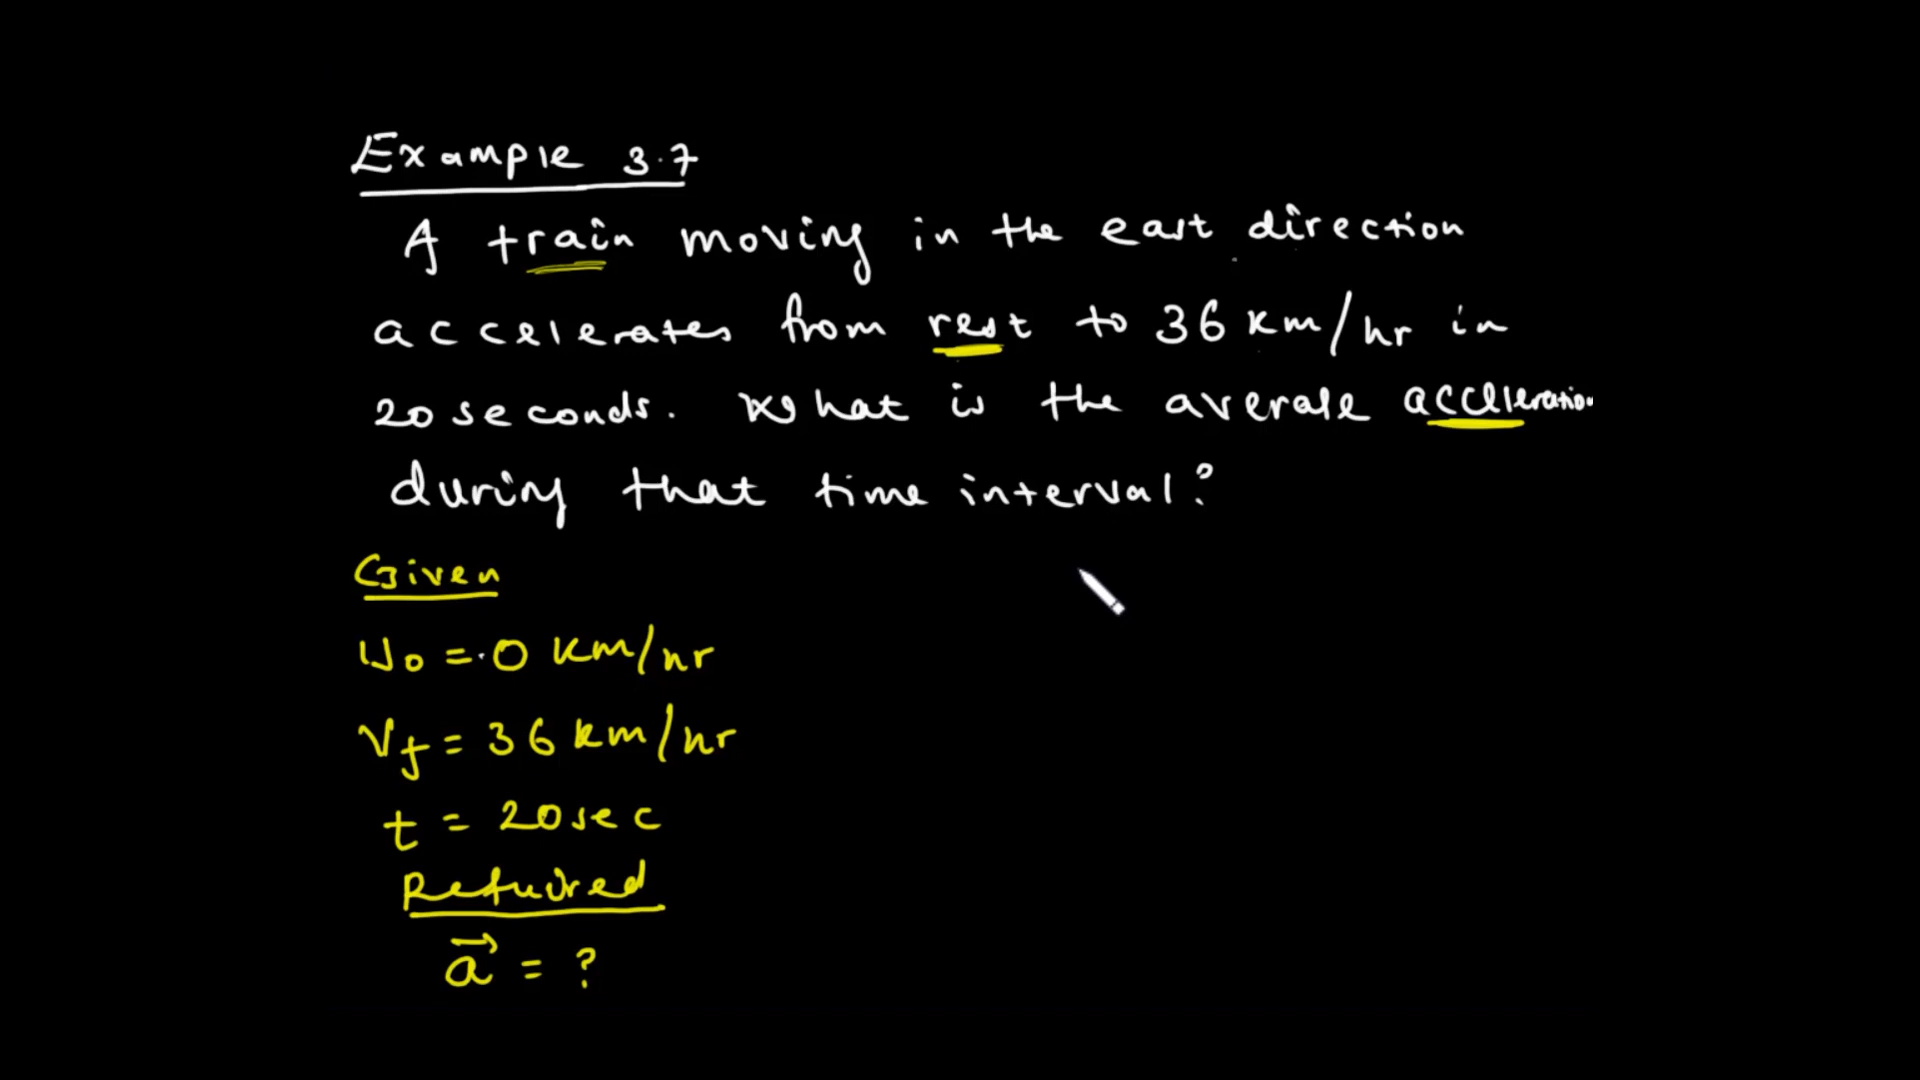 Example 3.7
A train moving in the east direction
accelerates from rest to 36 km/hr in
20 seconds. What is the average acceleration
during that time interval?
Given
V₀ = 0 km/hr
Vf = 36 km/hr
t = 20 sec
Required
a⃗ = ?